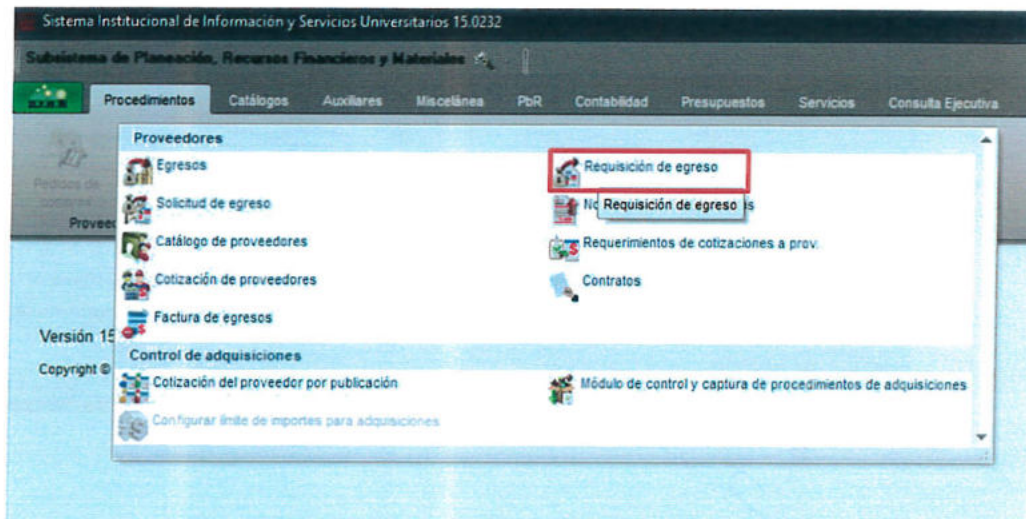 Sistema Institucional de Información y Servicios Universitarios 15.0232
Subsistema de Planeación, Recursos Financieros y Materiales
Procedimientos Catálogos Auxiliares Miscelánea PbR Contabilidad Presupuestos Servicios Consulta Ejecutiva
Proveedores
Egresos
Requisición de egreso
Solicitud de egreso
Requisición de egreso
Catálogo de proveedores
Requerimientos de cotizaciones a prov.
Cotización de proveedores
Contratos
Factura de egresos
Pedidos de
Versión 15
Copyright ©
Control de adquisiciones
Cotización del proveedor por publicación
Módulo de control y captura de procedimientos de adquisiciones
Configurar límite de importes para adquisiciones